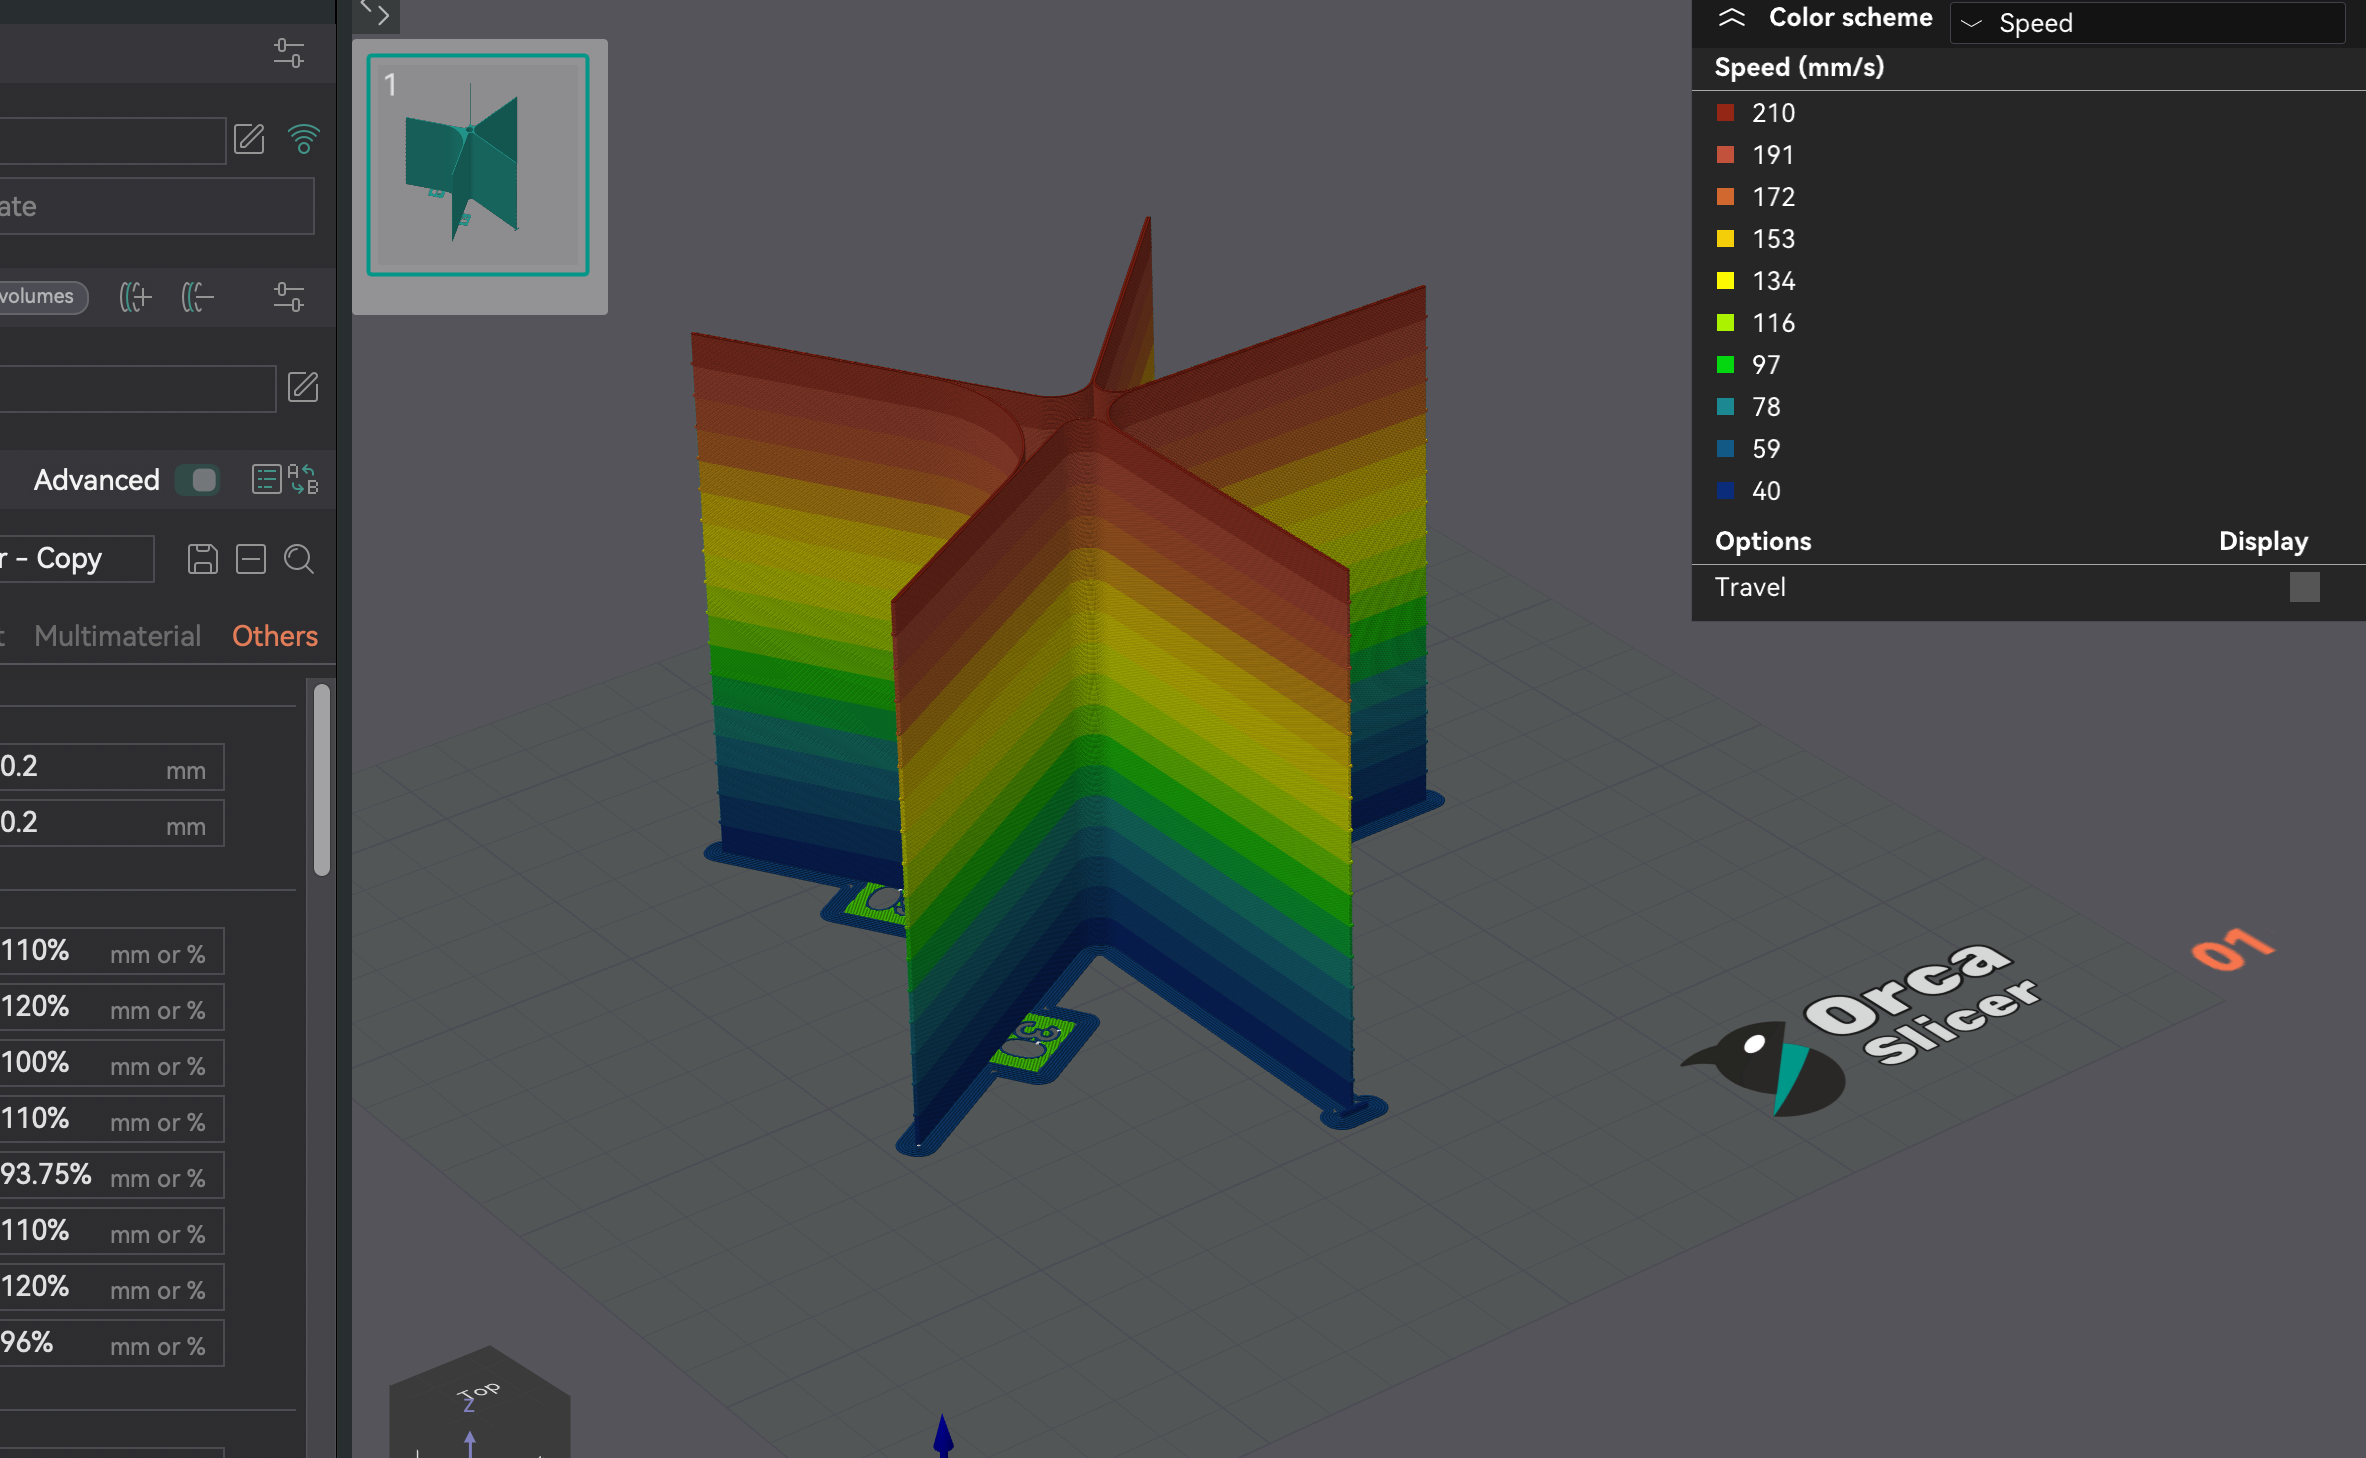 1
Color scheme
Speed
Speed (mm/s)
210
191
172
153
134
116
97
78
59
40
Options Display
Travel
ate
volumes
Advanced
A
B
r - Copy
t Multimaterial Others
0.2 mm
0.2 mm
110% mm or %
120% mm or %
100% mm or %
110% mm or %
93.75% mm or %
110% mm or %
120% mm or %
96% mm or %
03
Orca
Slicer
01
Top
Z